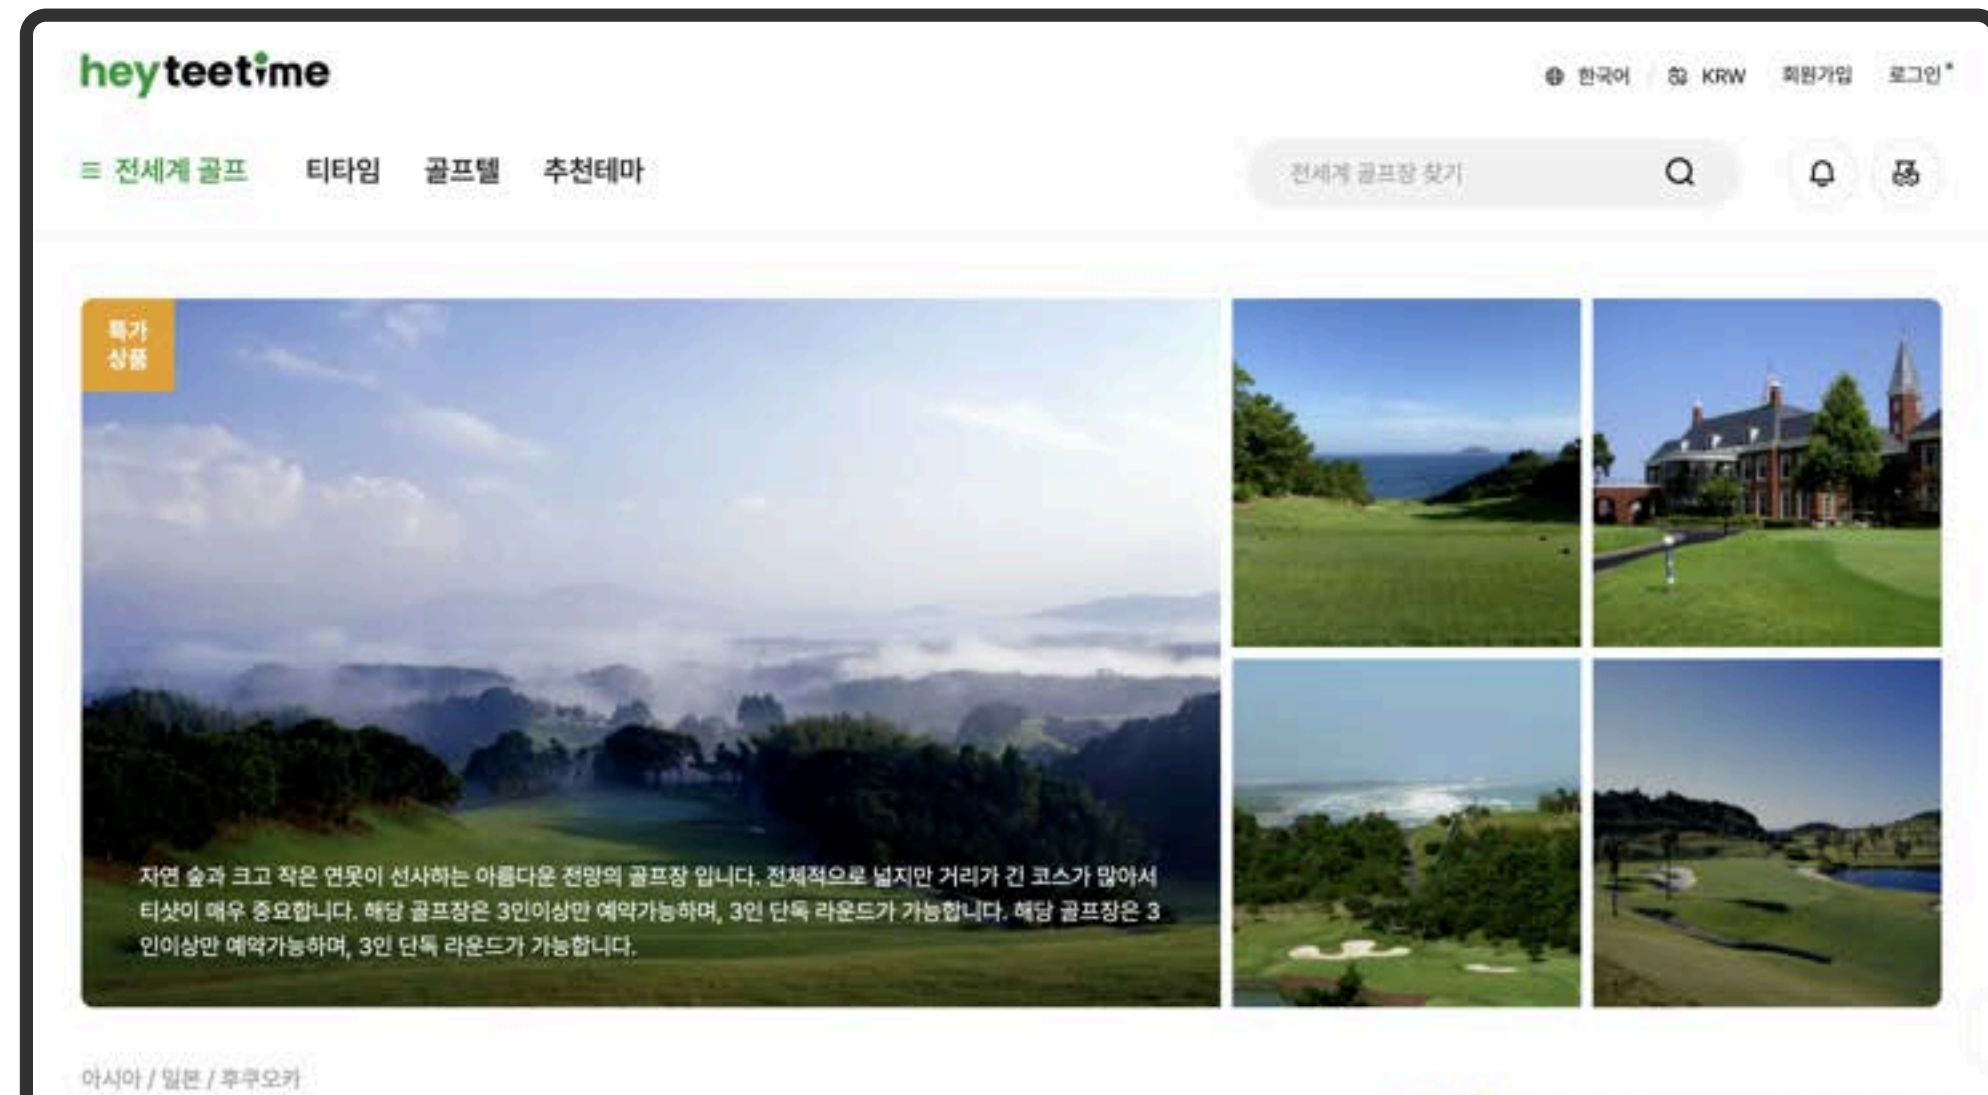 heyteetime
한국어 / KRW 회원가입 로그인
전세계 골프 티타임 골프텔 추천테마
전세계 골프장 찾기
특가
상품
자연 숲과 크고 작은 연못이 선사하는 아름다운 전망의 골프장 입니다. 전체적으로 넓지만 거리가 긴 코스가 많아서
티샷이 매우 중요합니다. 해당 골프장은 3인이상만 예약가능하며, 3인 단독 라운드가 가능합니다. 해당 골프장은 3
인이상만 예약가능하며, 3인 단독 라운드가 가능합니다.
아시아 / 일본 / 후쿠오카